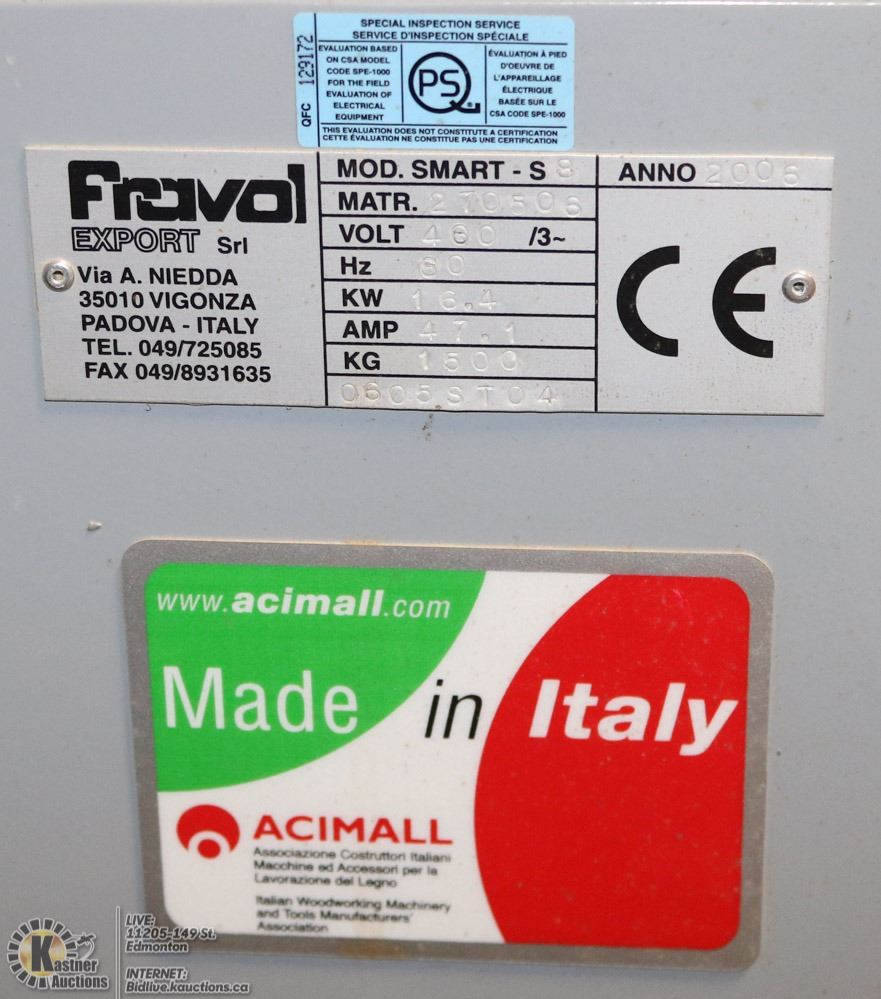 SPECIAL INSPECTION SERVICE
SERVICE D'INSPECTION SPÉCIALE
QFC 129172
EVALUATION BASED
ON CSA MODEL
CODE SPE-1000
FOR THE FIELD
EVALUATION OF
ELECTRICAL
EQUIPMENT
PS
®
ÉVALUATION À PIED
D'OEUVRE DE
L'APPAREILLAGE
ÉLECTRIQUE
BASÉE SUR LE
CSA CODE SPE-1000
THIS EVALUATION DOES NOT CONSTITUTE A CERTIFICATION
CETTE ÉVALUATION NE CONSTITUE PAS UNE CERTIFICATION
Fravol
EXPORT Srl
Via A. NIEDDA
35010 VIGONZA
PADOVA - ITALY
TEL. 049/725085
FAX 049/8931635
MOD. SMART - S 8
MATR. 270506
VOLT 460 /3~
Hz 60
KW 16.4
AMP 47.1
KG 1500
0605ST04
ANNO 2006
CE
www.acimall.com
Made in Italy
ACIMALL
Associazione Costruttori Italiani
Macchine ed Accessori per la
Lavorazione del Legno
Italian Woodworking Machinery
and Tools Manufacturers'
Association
K
Kastner
Auctions
LIVE:
11205-149 St.
Edmonton
INTERNET:
Bidlive.kauctions.ca